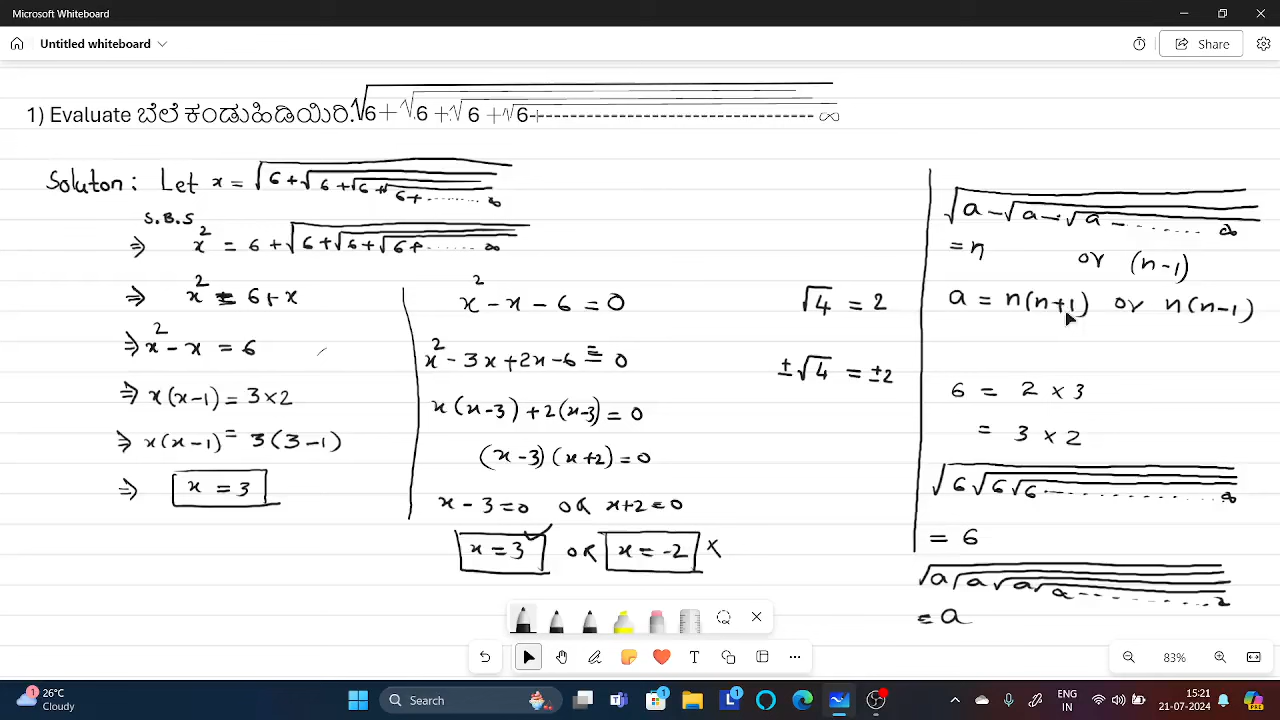 Microsoft Whiteboard
Untitled whiteboard
Share
1) Evaluate ಬೆಲೆ ಕಂಡುಹಿಡಿಯಿರಿ. √6+ √6 + √6 + √6+------------------------------------- ∞
Soluton: Let x = √6+√6+√6+√6+........ ∞
S.B.S
⇒ x² = 6 + √6+√6+√6+........ ∞
⇒ x² = 6+x
⇒ x² - x = 6
⇒ x(x-1) = 3×2
⇒ x(x-1) = 3(3-1)
⇒ x = 3
x² - x - 6 = 0
x² - 3x + 2x - 6 = 0
x(x-3) + 2(x-3) = 0
(x-3)(x+2) = 0
x - 3 = 0 OR x+2 = 0
x = 3 ✓ OR x = -2 ×
√4 = 2
±√4 = ±2
√a - √a - √a - ........ ∞
= n or (n-1)
a = n(n+1) or n(n-1)
6 = 2 × 3
= 3 × 2
√6√6√6 ........ ∞
= 6
√a√a√a√a ........
= a
83%
1
26°C
Cloudy
Search
1
1
ENG
IN
15:21
21-07-2024